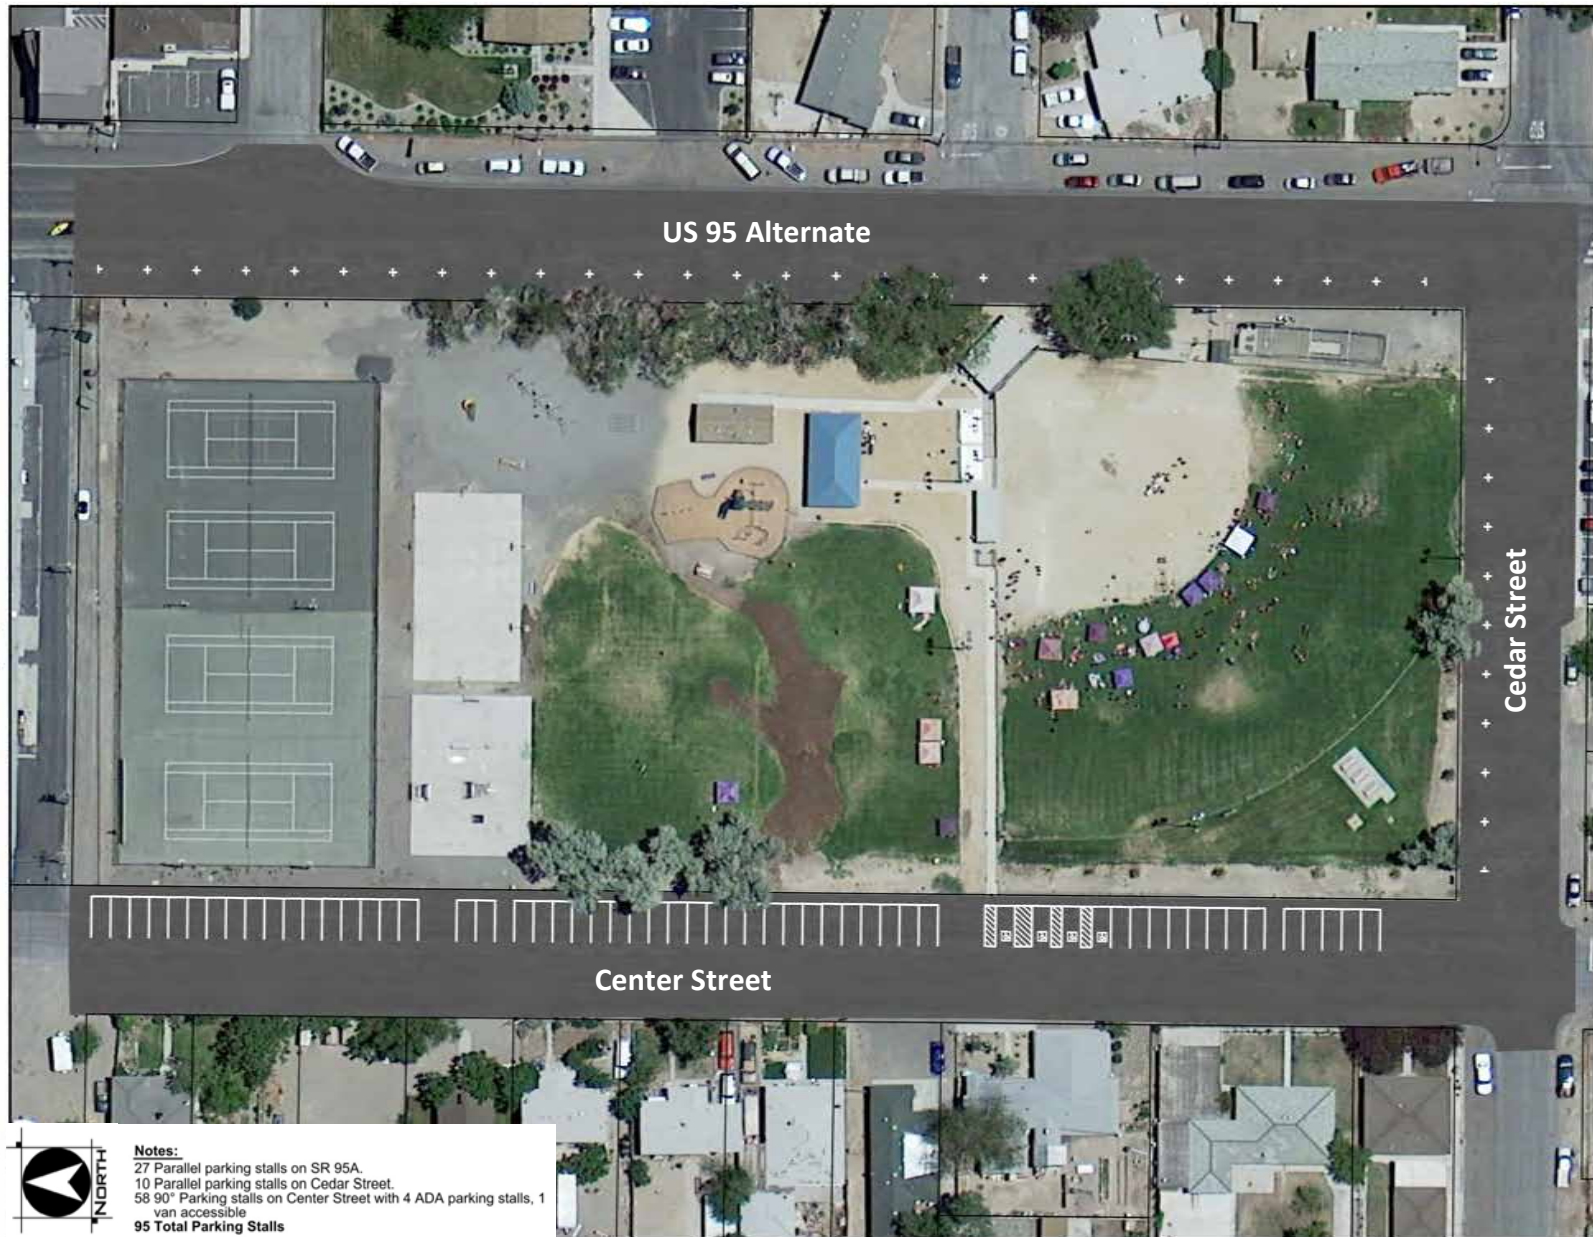 US 95 Alternate
Cedar Street
Center Street
NORTH
Notes:
27 Parallel parking stalls on SR 95A.
10 Parallel parking stalls on Cedar Street.
58 90° Parking stalls on Center Street with 4 ADA parking stalls, 1
van accessible
95 Total Parking Stalls